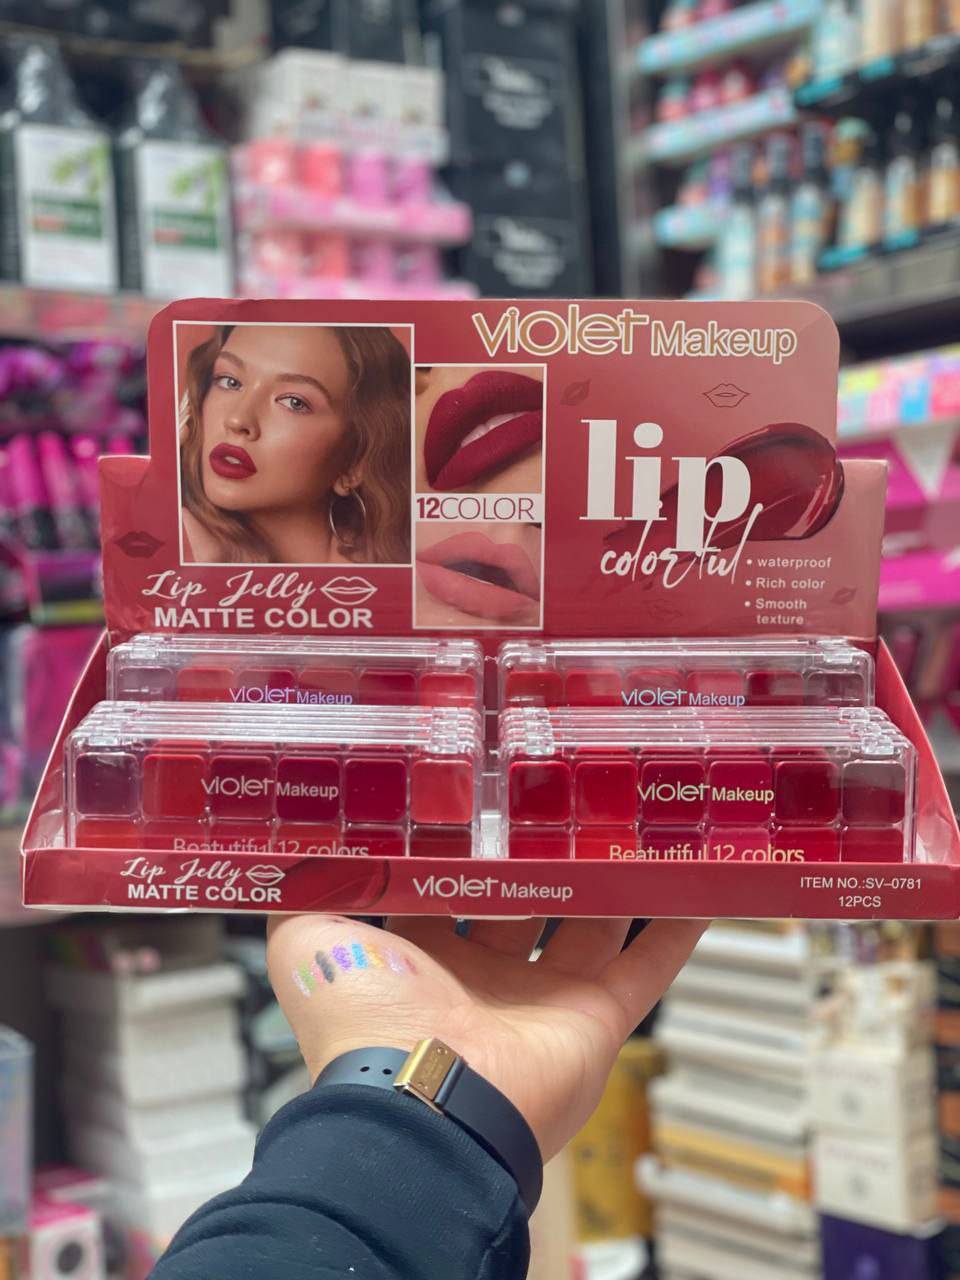 violet Makeup
12COLOR
lip
colorful
• waterproof
• Rich color
• Smooth
texture
Lip Jelly
MATTE COLOR
violet Makeup
violet Makeup
violet Makeup
Beatutiful 12 colors
violet Makeup
Beatutiful 12 colors
Lip Jelly
MATTE COLOR
violet Makeup
ITEM NO.:SV-0781
12PCS